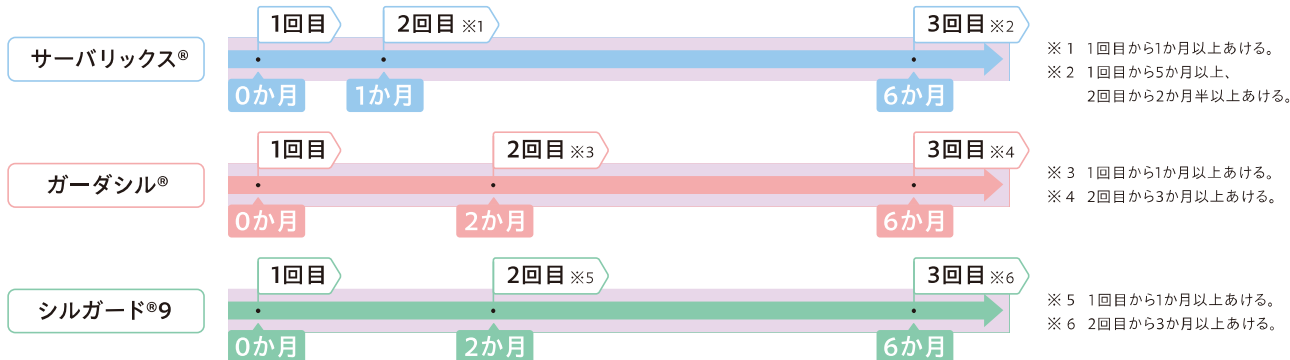 1回目
2回目 ※1
3回目 ※2
サーバリックス®
0か月
1か月
6か月
※ 1 1回目から1か月以上あける。
※ 2 1回目から5か月以上、
2回目から2か月半以上あける。
1回目
2回目 ※3
3回目 ※4
ガーダシル®
0か月
2か月
6か月
※ 3 1回目から1か月以上あける。
※ 4 2回目から3か月以上あける。
1回目
2回目 ※5
3回目 ※6
シルガード®9
0か月
2か月
6か月
※ 5 1回目から1か月以上あける。
※ 6 2回目から3か月以上あける。